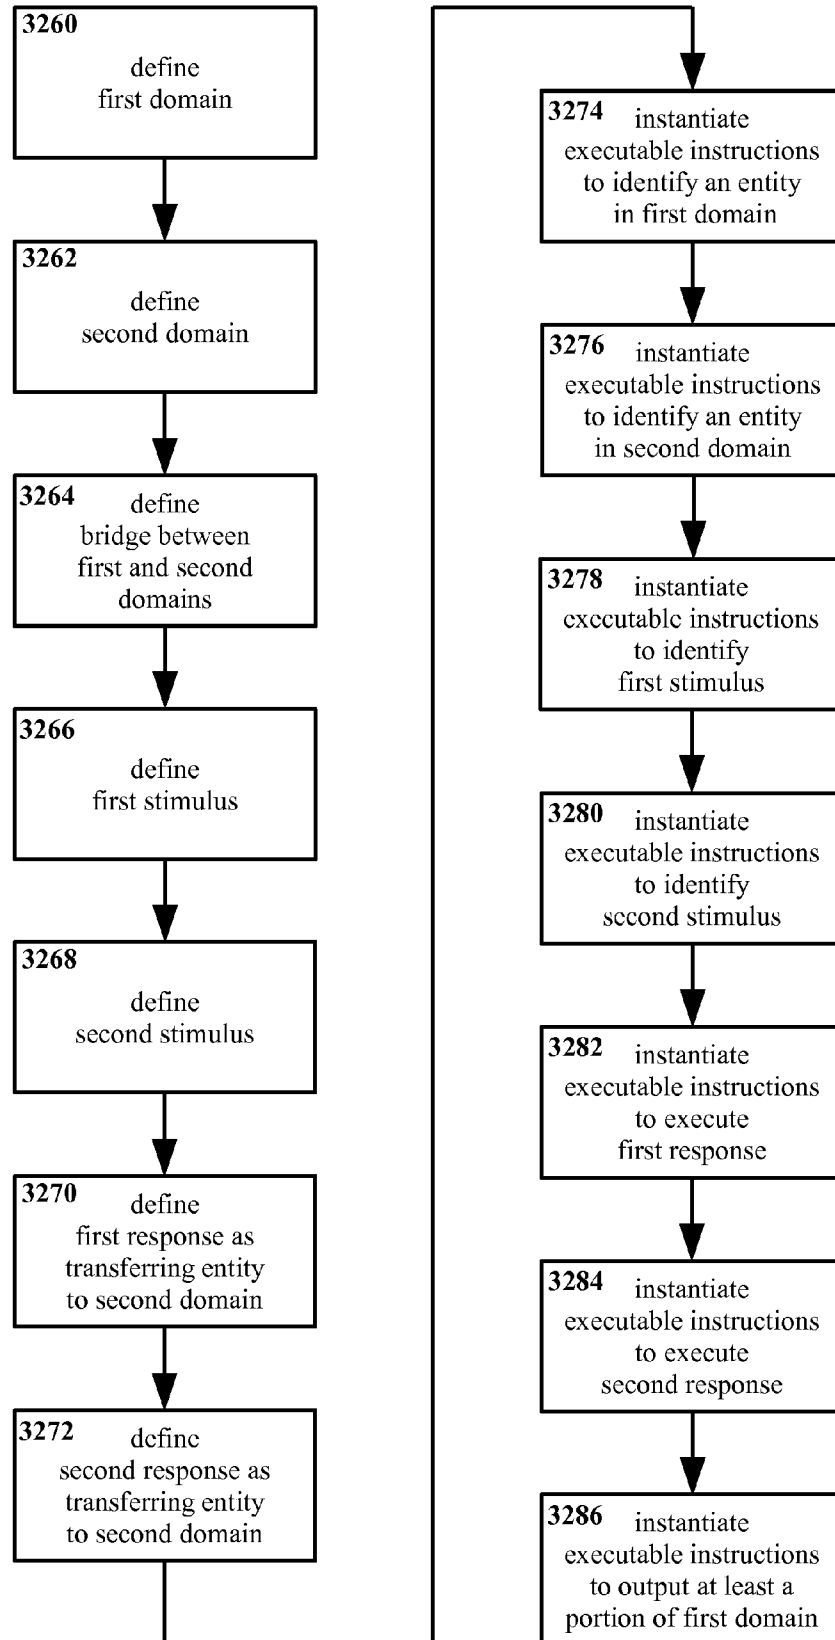 3260
define
first domain
3262
define
second domain
3264
define
bridge between
first and second
domains
3266
define
first stimulus
3268
define
second stimulus
3270
define
first response as
transferring entity
to second domain
3272
define
second response as
transferring entity
to second domain
3274
instantiate
executable instructions
to identify an entity
in first domain
3276
instantiate
executable instructions
to identify an entity
in second domain
3278
instantiate
executable instructions
to identify
first stimulus
3280
instantiate
executable instructions
to identify
second stimulus
3282
instantiate
executable instructions
to execute
first response
3284
instantiate
executable instructions
to execute
second response
3286
instantiate
executable instructions
to output at least a
portion of first domain